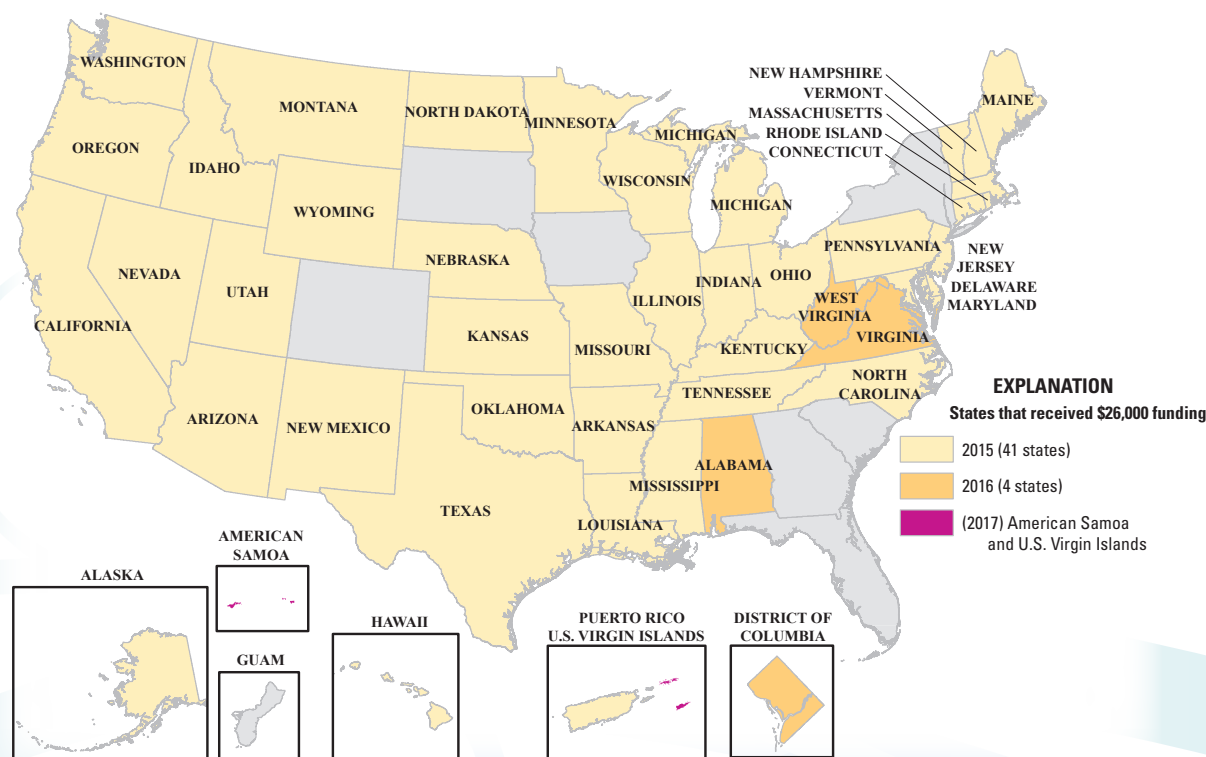 WASHINGTON
MONTANA
NORTH DAKOTA
MINNESOTA
MICHIGAN
NEW HAMPSHIRE
VERMONT
MASSACHUSETTS
RHODE ISLAND
CONNECTICUT
MAINE
OREGON
IDAHO
WYOMING
WISCONSIN
MICHIGAN
NEVADA
UTAH
NEBRASKA
ILLINOIS
INDIANA
OHIO
PENNSYLVANIA
NEW
JERSEY
DELAWARE
MARYLAND
CALIFORNIA
KANSAS
MISSOURI
KENTUCKY
WEST
VIRGINIA
VIRGINIA
ARIZONA
NEW MEXICO
OKLAHOMA
ARKANSAS
TENNESSEE
NORTH
CAROLINA
TEXAS
LOUISIANA
MISSISSIPPI
ALABAMA
EXPLANATION
States that received $26,000 funding
2015 (41 states)
2016 (4 states)
(2017) American Samoa
and U.S. Virgin Islands
ALASKA
AMERICAN
SAMOA
GUAM
HAWAII
PUERTO RICO
U.S. VIRGIN ISLANDS
DISTRICT OF
COLUMBIA